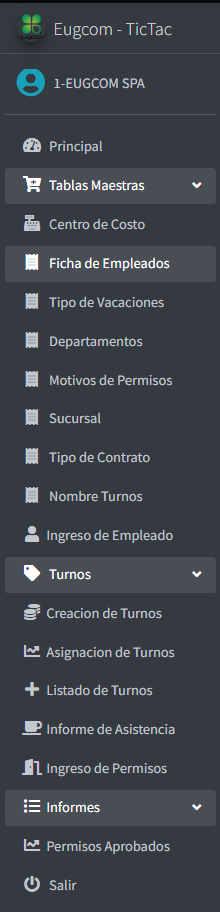 Eugcom - TicTac
1-EUGCOM SPA
Principal
Tablas Maestras
Centro de Costo
Ficha de Empleados
Tipo de Vacaciones
Departamentos
Motivos de Permisos
Sucursal
Tipo de Contrato
Nombre Turnos
Ingreso de Empleado
Turnos
Creacion de Turnos
Asignacion de Turnos
Listado de Turnos
Informe de Asistencia
Ingreso de Permisos
Informes
Permisos Aprobados
Salir